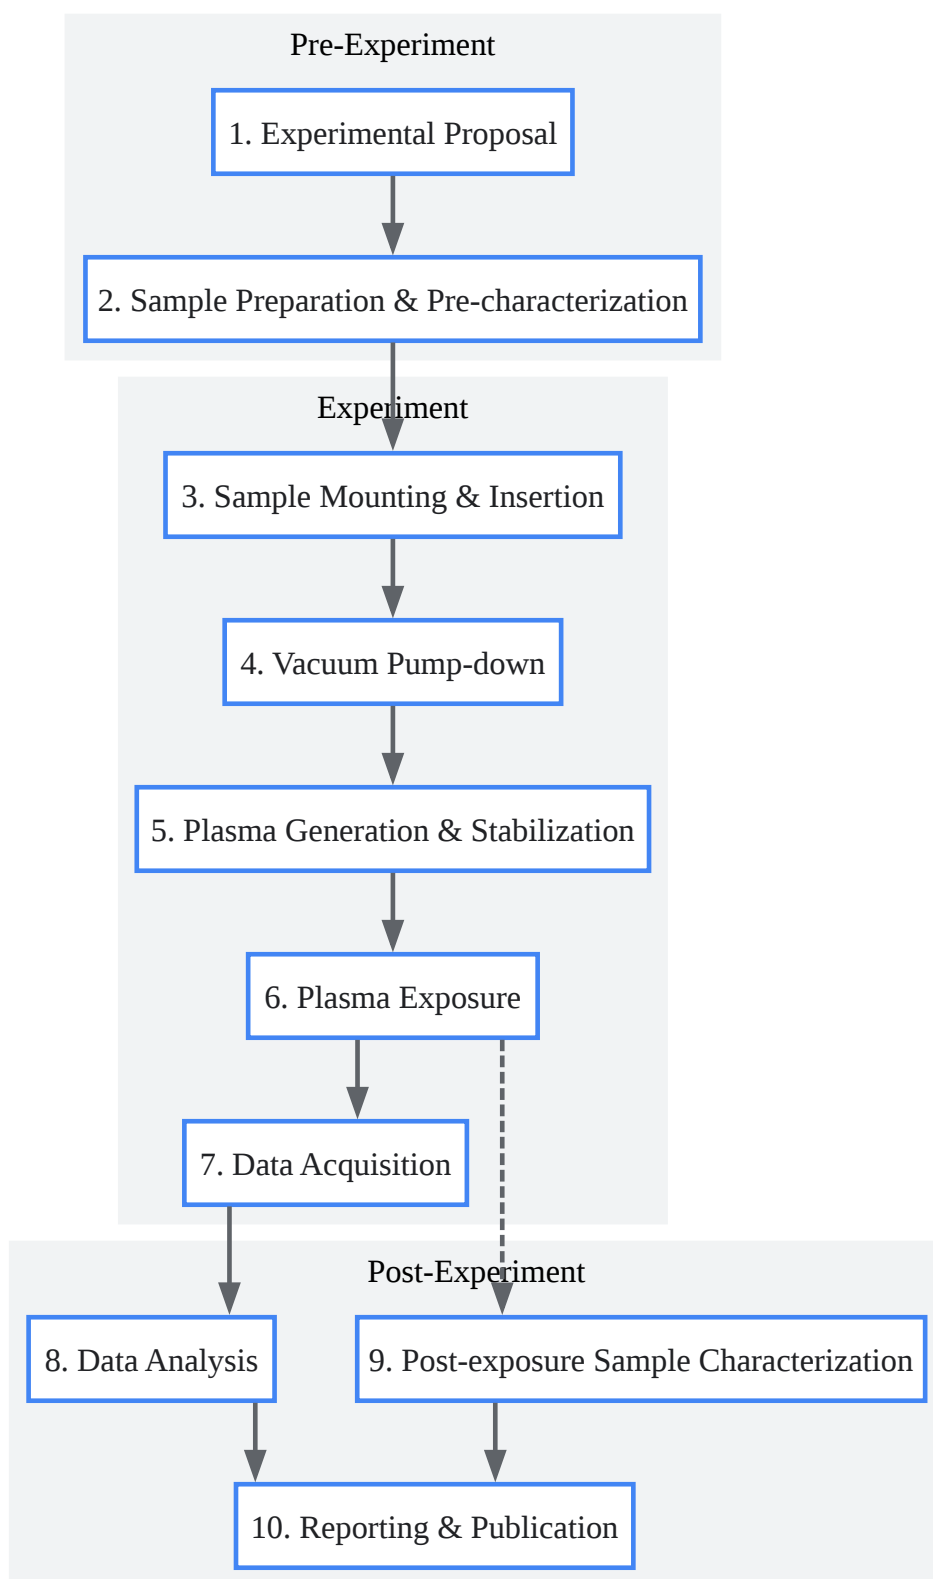 Pre-Experiment
1. Experimental Proposal
2. Sample Preparation & Pre-characterization
Experiment
3. Sample Mounting & Insertion
4. Vacuum Pump-down
5. Plasma Generation & Stabilization
6. Plasma Exposure
7. Data Acquisition
Post-Experiment
8. Data Analysis
9. Post-exposure Sample Characterization
10. Reporting & Publication